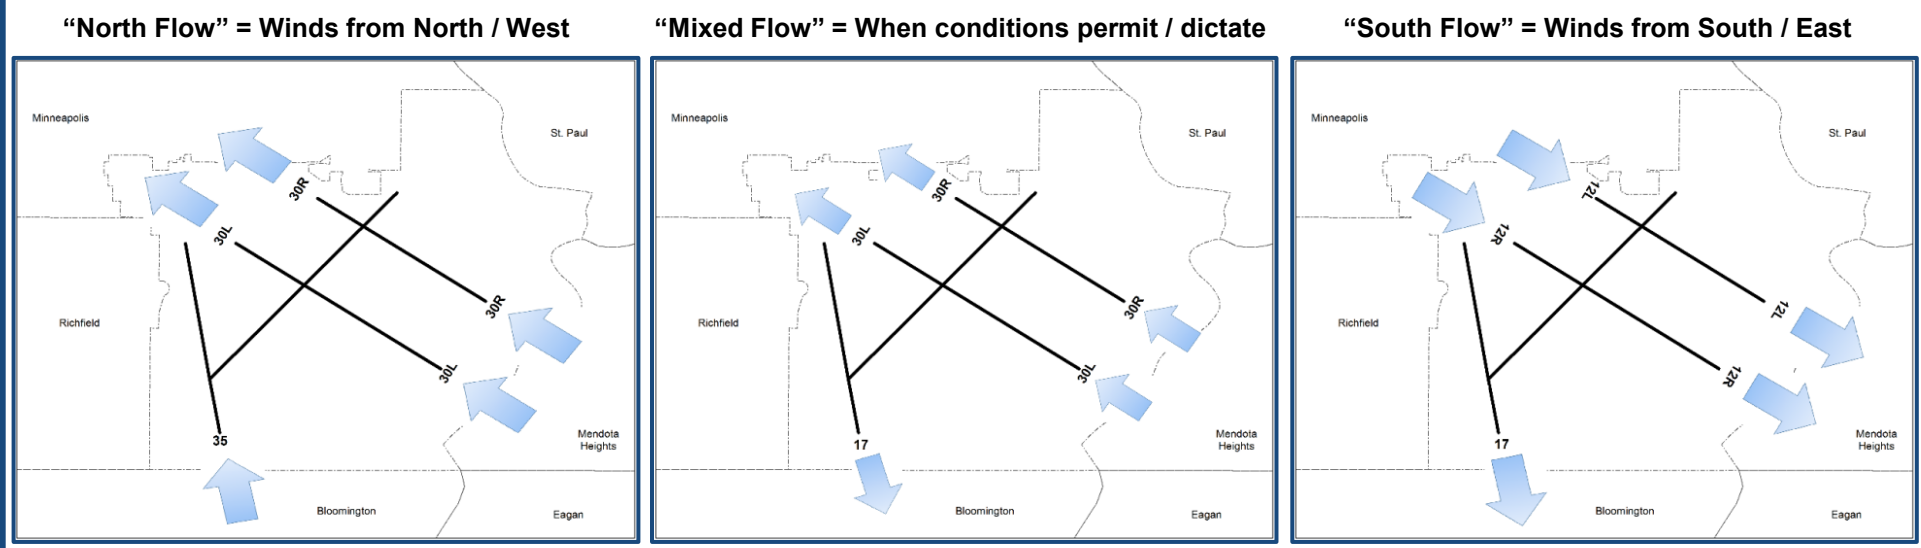 “North Flow” = Winds from North / West
Minneapolis
St. Paul
30R
30L
30R
Richfield
30L
35
Mendota
Heights
Bloomington
Eagan
“Mixed Flow” = When conditions permit / dictate
Minneapolis
St. Paul
30R
30L
30R
Richfield
30L
17
Mendota
Heights
Bloomington
Eagan
“South Flow” = Winds from South / East
Minneapolis
St. Paul
12L
12R
12L
Richfield
12R
17
Mendota
Heights
Bloomington
Eagan